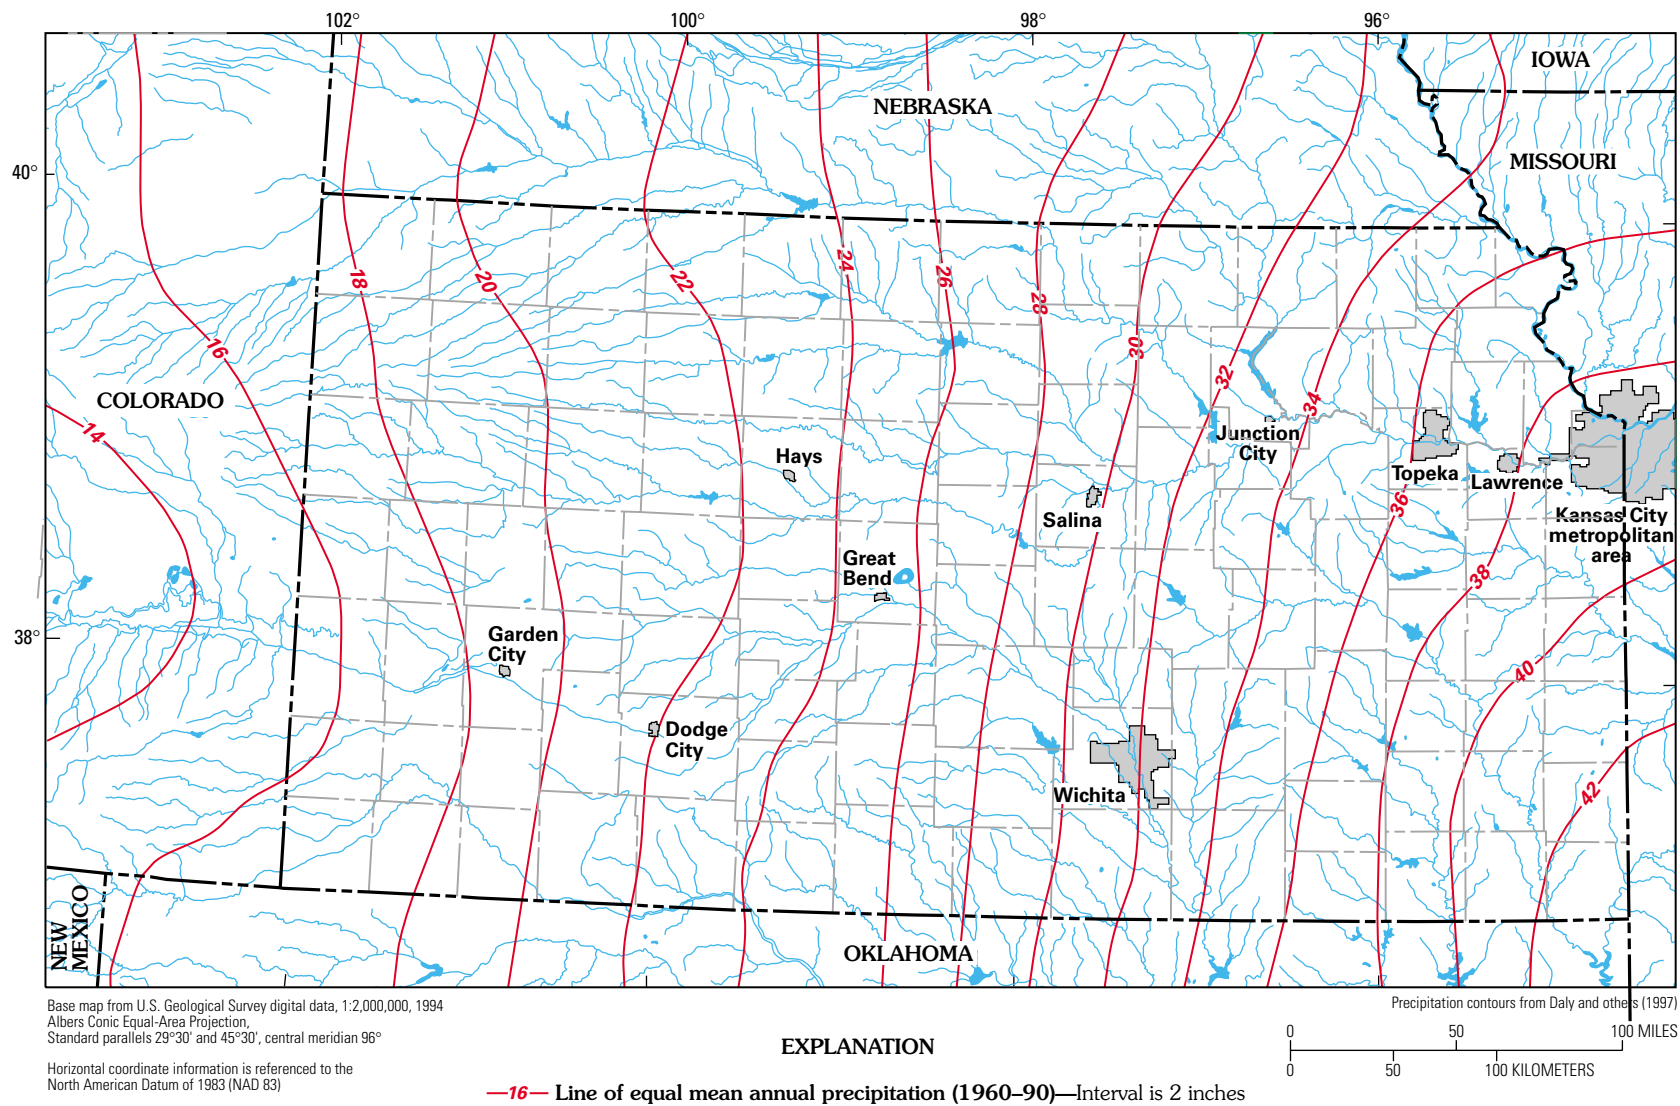 102°
100°
98°
96°
IOWA
NEBRASKA
MISSOURI
40°
18
20
22
24
26
28
30
16
32
34
COLORADO
14
Junction
City
Hays
Topeka
Lawrence
36
Salina
Kansas City
metropolitan
area
Great
Bend
38
38°
Garden
City
40
Dodge
City
Wichita
42
NEW
MEXICO
OKLAHOMA
Base map from U.S. Geological Survey digital data, 1:2,000,000, 1994
Albers Conic Equal-Area Projection,
Standard parallels 29°30' and 45°30', central meridian 96°
Horizontal coordinate information is referenced to the
North American Datum of 1983 (NAD 83)
Precipitation contours from Daly and others (1997)
0 50 100 MILES
0 50 100 KILOMETERS
EXPLANATION
16 Line of equal mean annual precipitation (1960–90)—Interval is 2 inches